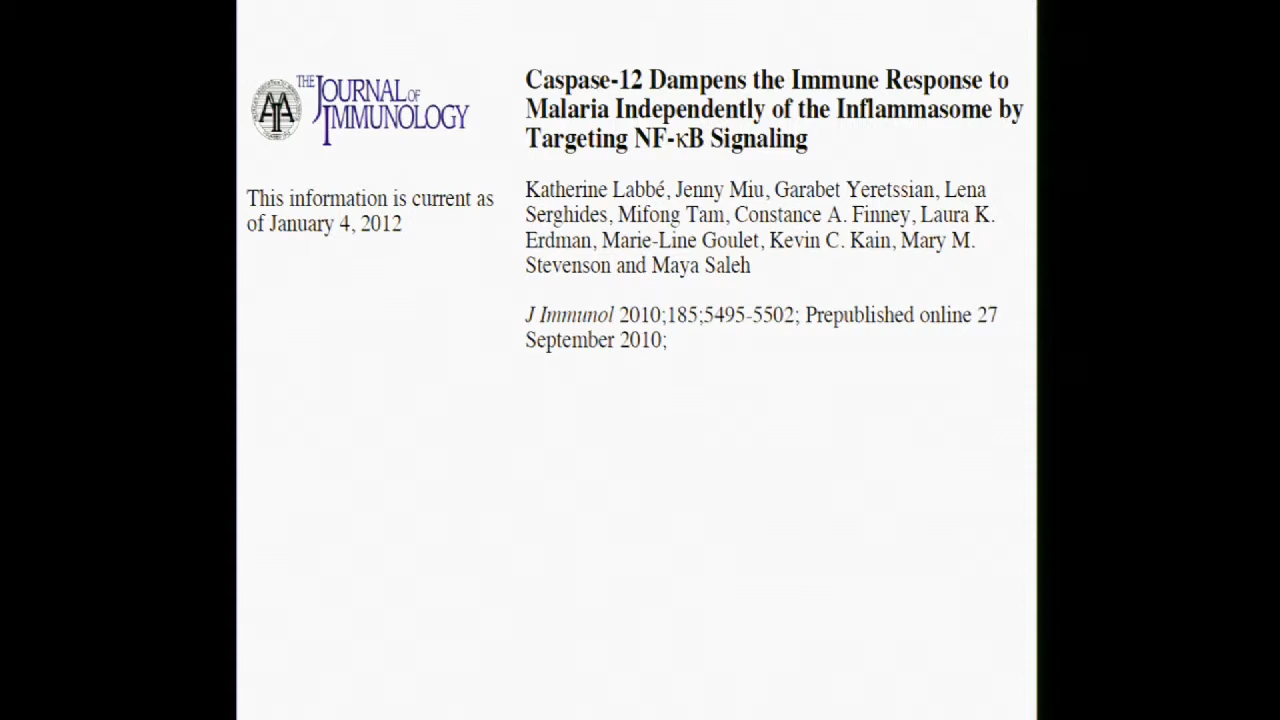 THE JOURNAL OF IMMUNOLOGY
This information is current as
of January 4, 2012
Caspase-12 Dampens the Immune Response to
Malaria Independently of the Inflammasome by
Targeting NF-κB Signaling
Katherine Labbé, Jenny Miu, Garabet Yeretssian, Lena
Serghides, Mifong Tam, Constance A. Finney, Laura K.
Erdman, Marie-Line Goulet, Kevin C. Kain, Mary M.
Stevenson and Maya Saleh
J Immunol 2010;185;5495-5502; Prepublished online 27
September 2010;